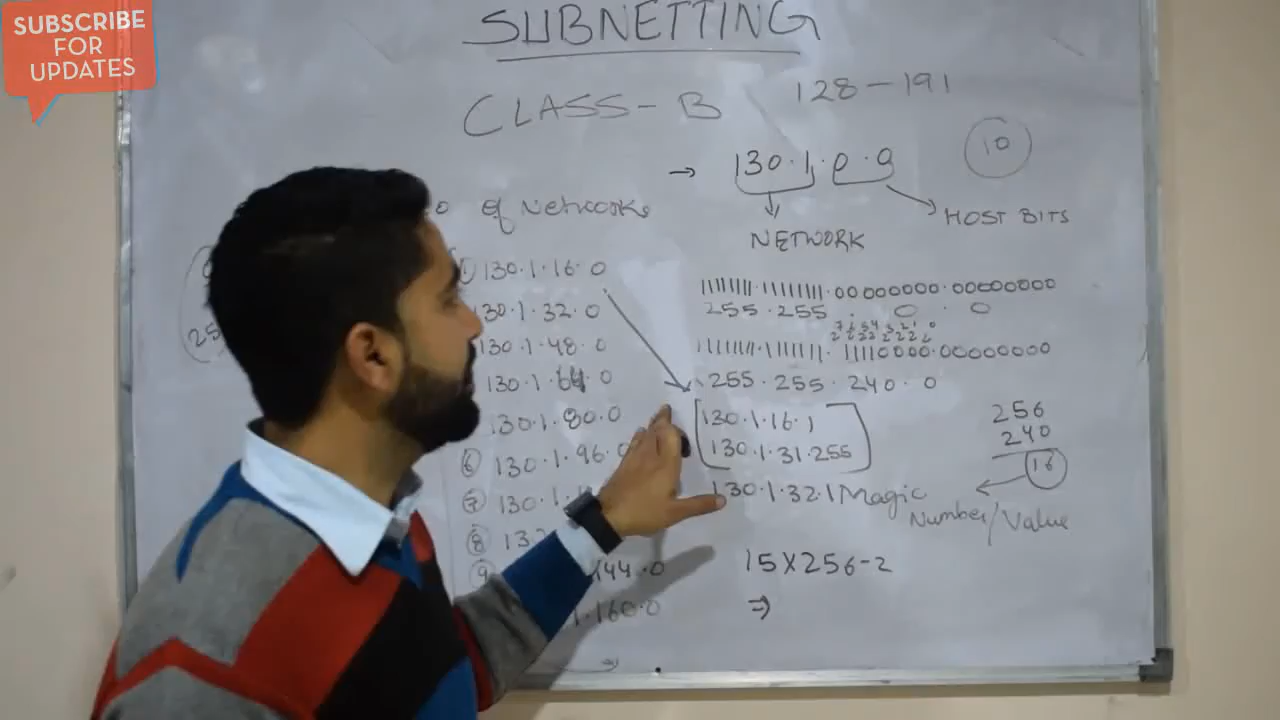 SUBSCRIBE
FOR
UPDATES
SUBNETTING
CLASS-B 128-191
→ 130.1.0.0
10
NETWORK
HOST BITS
of Networks
130.1.16.0
130.1.32.0
130.1.48.0
130.1.64.0
130.1.80.0
⑥ 130.1.96.0
⑦ 130.1.
⑧ 13
⑨ 144.0
1.160.0
11111111.11111111.00000000.00000000
255.255.0.0
11111111.11111111.11110000.00000000
255.255.240.0
130.1.16.1
130.1.31.255
130.1.32.1
256
240
16
Magic
Number/Value
15X256-2
⇒